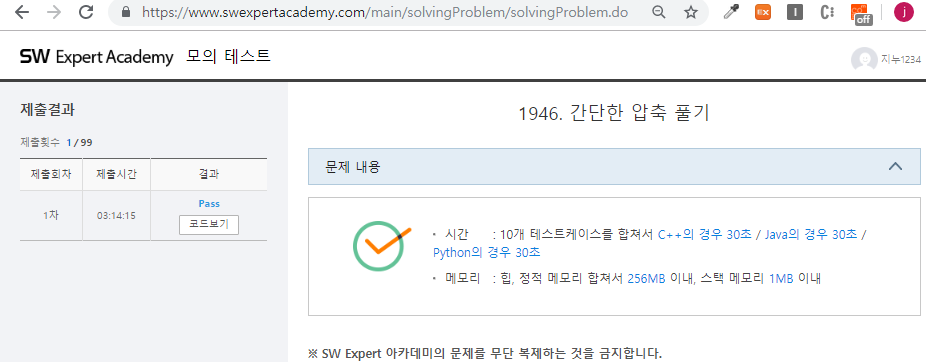 https://www.swexpertacademy.com/main/solvingProblem/solvingProblem.do
Ex
I
C:
off
j
SW Expert Academy 모의 테스트
지누1234
제출결과
제출횟수 1 / 99
제출회차 제출시간 결과
1차 03:14:15 Pass
코드보기
1946. 간단한 압축 풀기
문제 내용
• 시간 : 10개 테스트케이스를 합쳐서 C++의 경우 30초 / Java의 경우 30초 /
Python의 경우 30초
• 메모리 : 힙, 정적 메모리 합쳐서 256MB 이내, 스택 메모리 1MB 이내
※ SW Expert 아카데미의 문제를 무단 복제하는 것을 금지합니다.